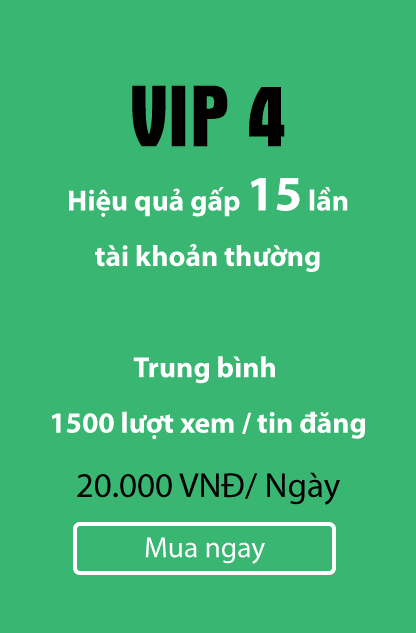 VIP 4
Hiệu quả gấp 15 lần
tài khoản thường
Trung bình
1500 lượt xem / tin đăng
20.000 VNĐ/ Ngày
Mua ngay